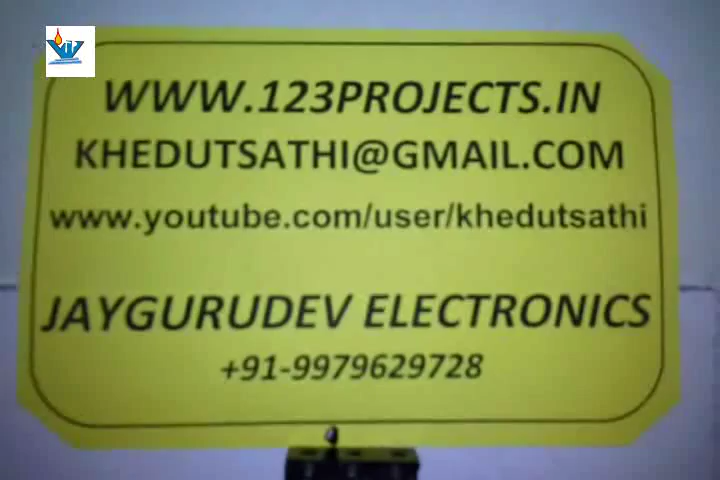 WWW.123PROJECTS.IN
KHEDUTSATHI@GMAIL.COM
www.youtube.com/user/khedutsathi
JAYGURUDEV ELECTRONICS
+91-9979629728